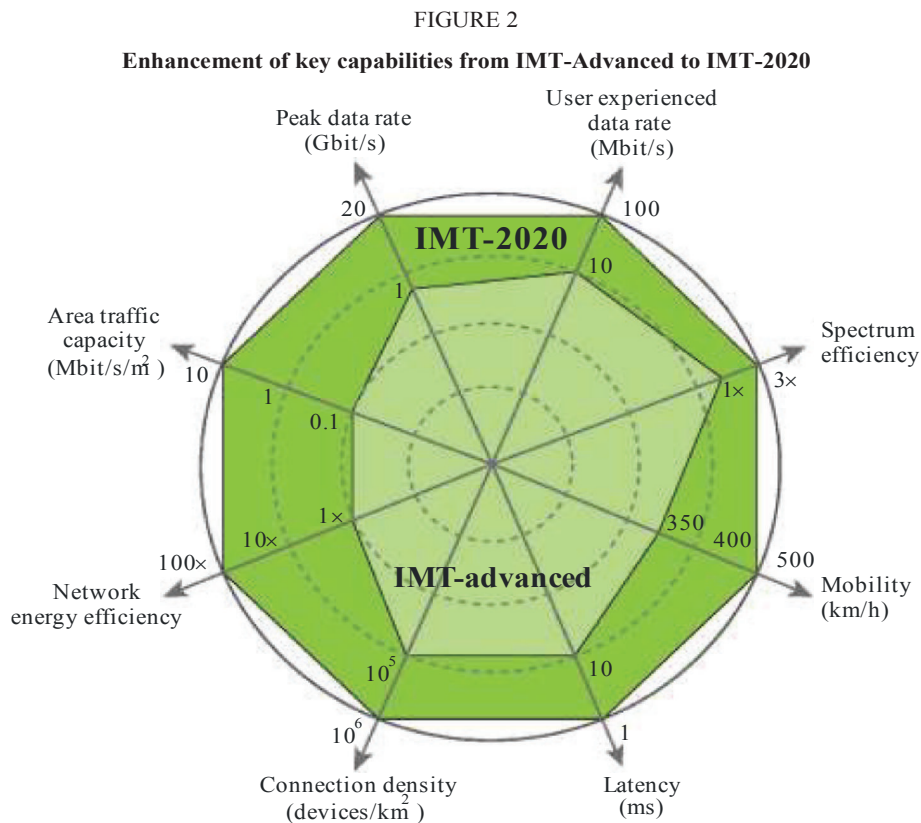 FIGURE 2
Enhancement of key capabilities from IMT-Advanced to IMT-2020
Peak data rate
(Gbit/s)
User experienced
data rate
(Mbit/s)
20
100
IMT-2020
10
1
Area traffic
capacity
(Mbit/s/m²)
10
1
0.1
Spectrum
efficiency
1×
3×
1×
10×
100×
Network
energy efficiency
350
400
500
Mobility
(km/h)
IMT-advanced
10⁵
10⁶
Connection density
(devices/km²)
10
1
Latency
(ms)